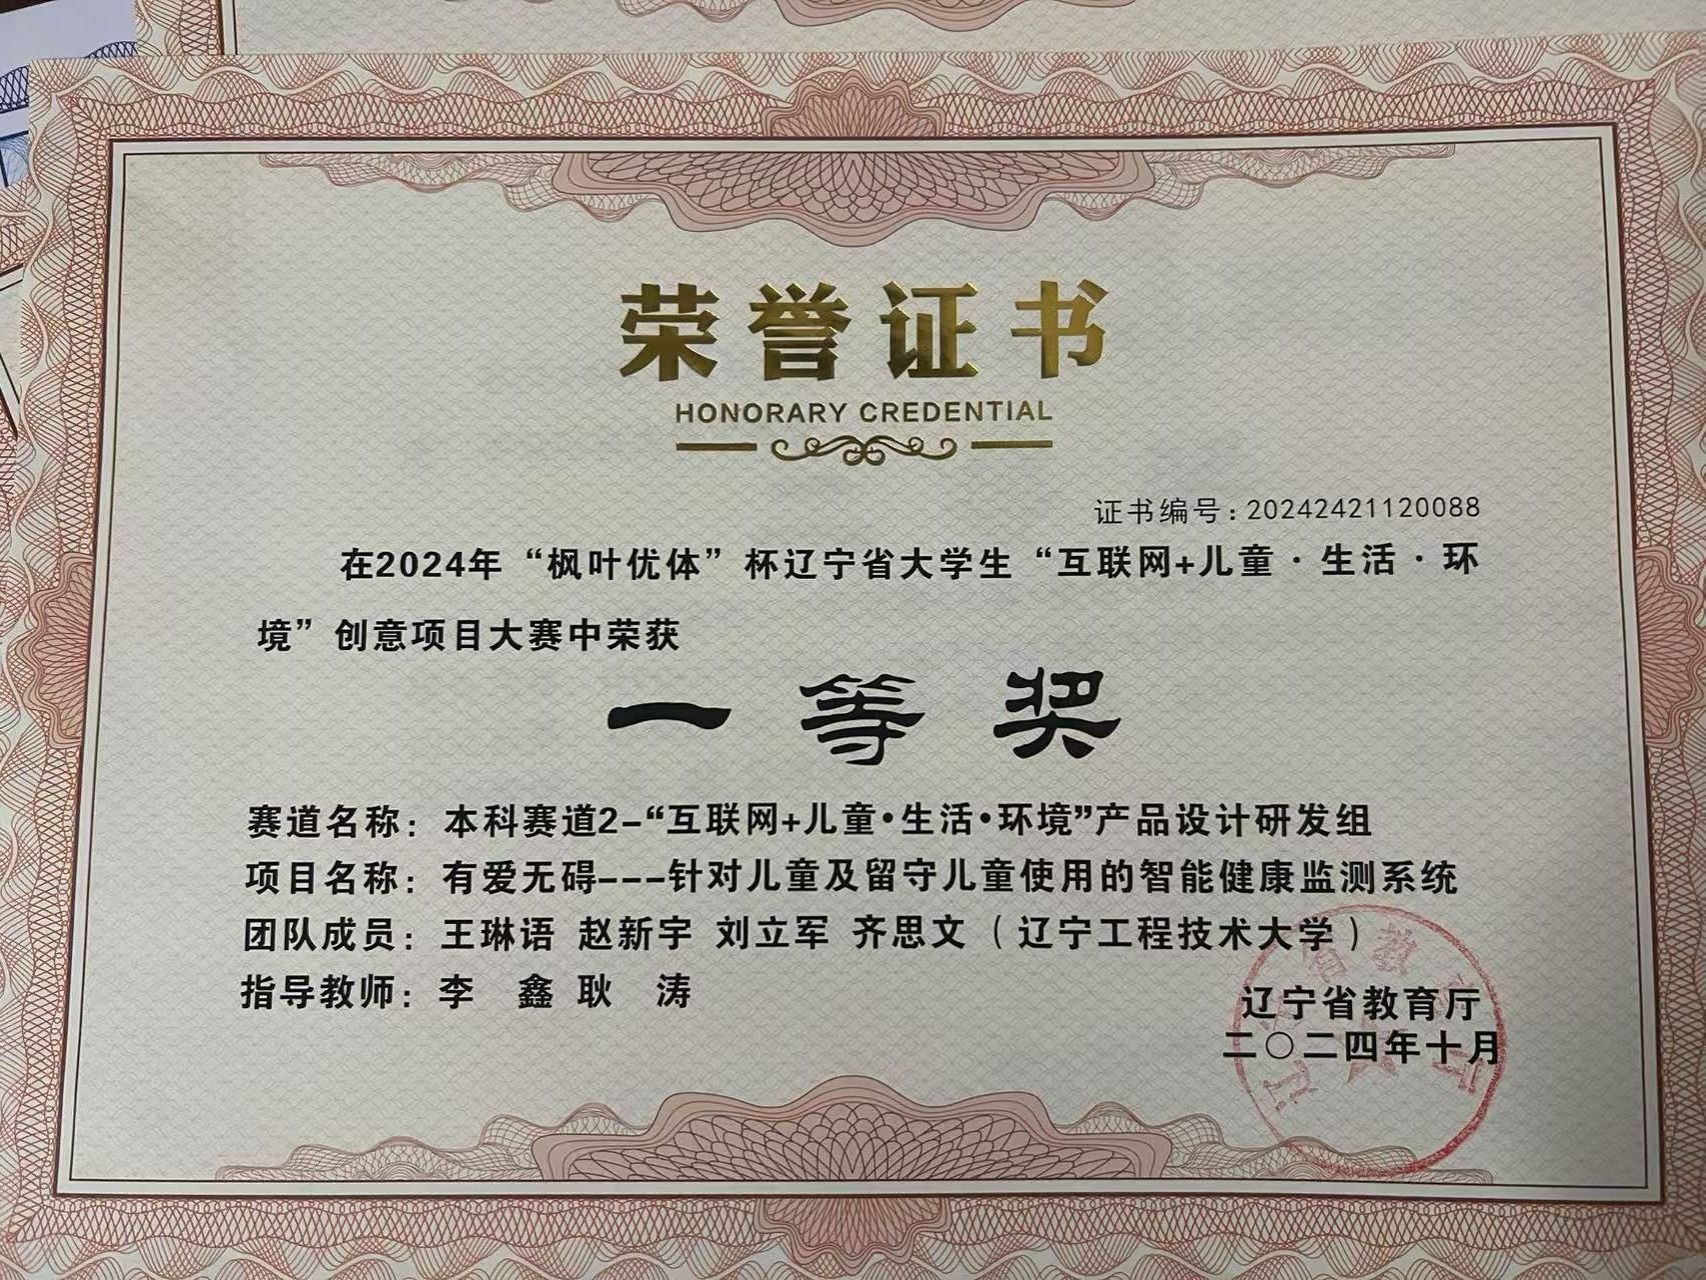 荣誉证书
HONORARY CREDENTIAL
证书编号：20242421120088
在2024年“枫叶优体”杯辽宁省大学生“互联网+儿童·生活·环
境”创意项目大赛中荣获
一等奖
赛道名称：本科赛道2-“互联网+儿童•生活•环境”产品设计研发组
项目名称：有爱无碍---针对儿童及留守儿童使用的智能健康监测系统
团队成员：王琳语 赵新宇 刘立军 齐思文（辽宁工程技术大学）
指导教师：李 鑫 耿 涛
辽宁省教育厅
二〇二四年十月